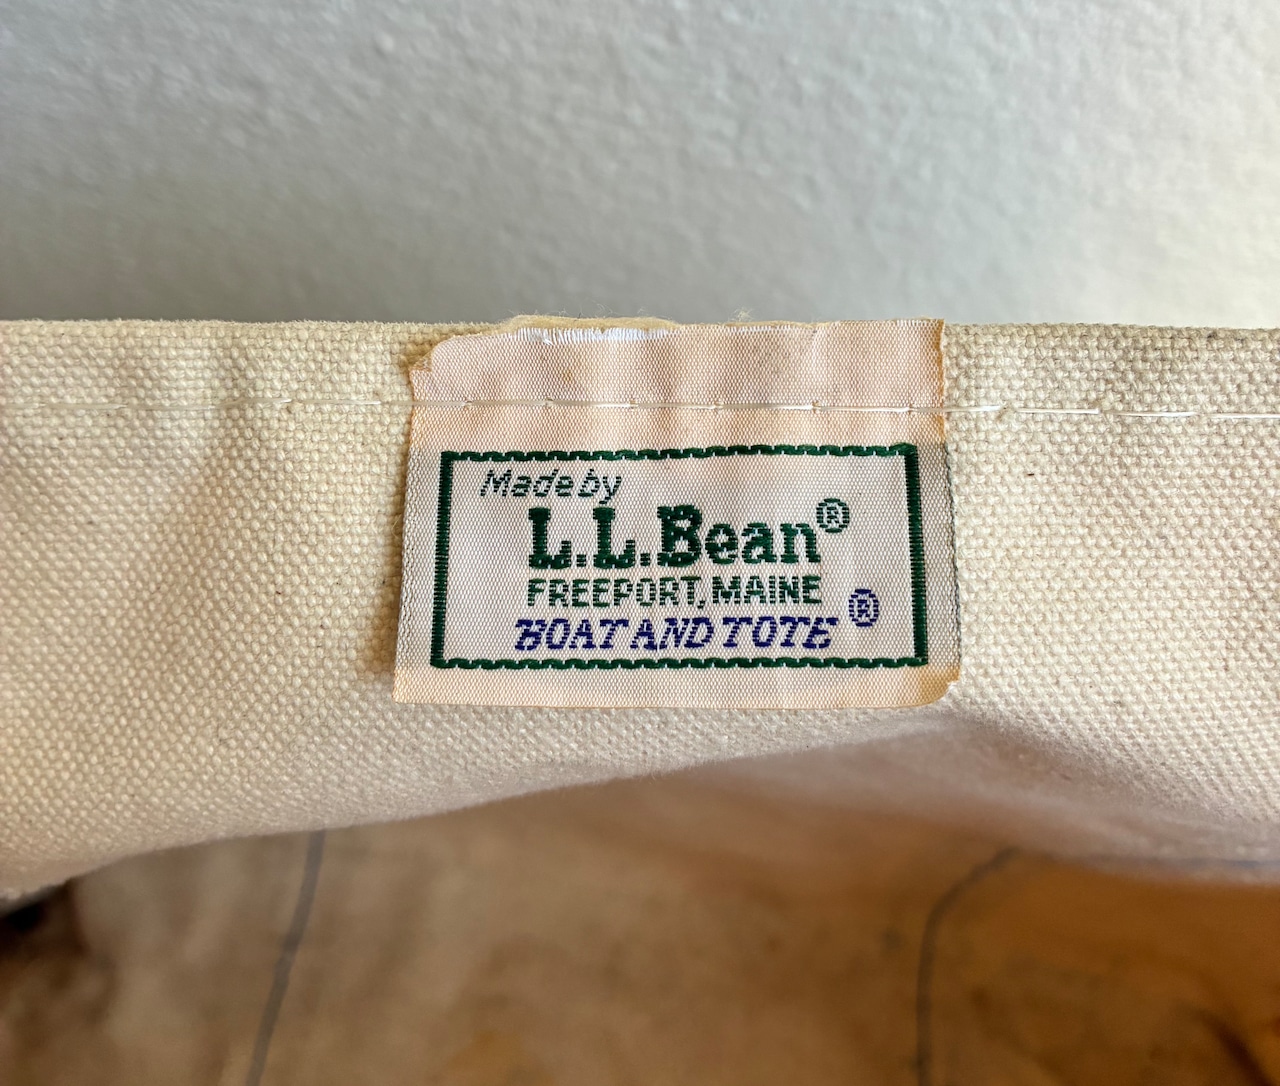 Made by
L.L.Bean®
FREEPORT, MAINE
BOAT AND TOTE ®